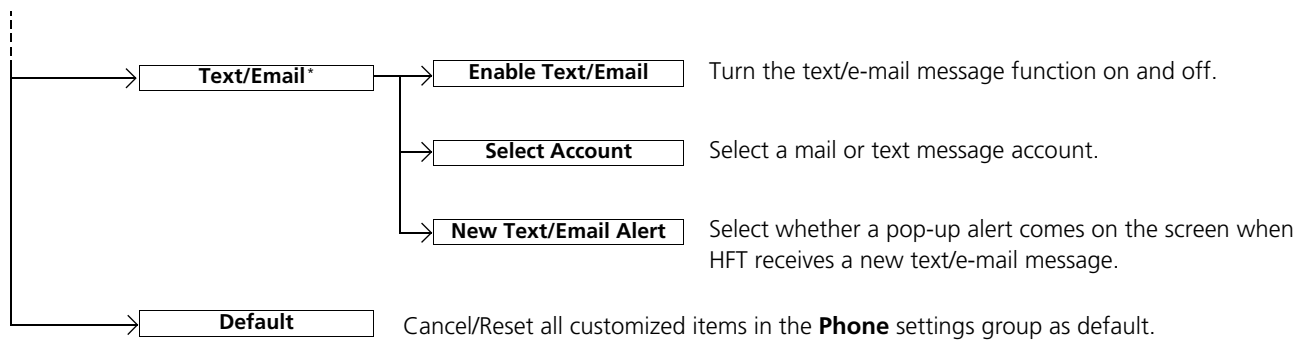 Text/Email*
Enable Text/Email
Turn the text/e-mail message function on and off.
Select Account
Select a mail or text message account.
New Text/Email Alert
Select whether a pop-up alert comes on the screen when
HFT receives a new text/e-mail message.
Default
Cancel/Reset all customized items in the Phone settings group as default.